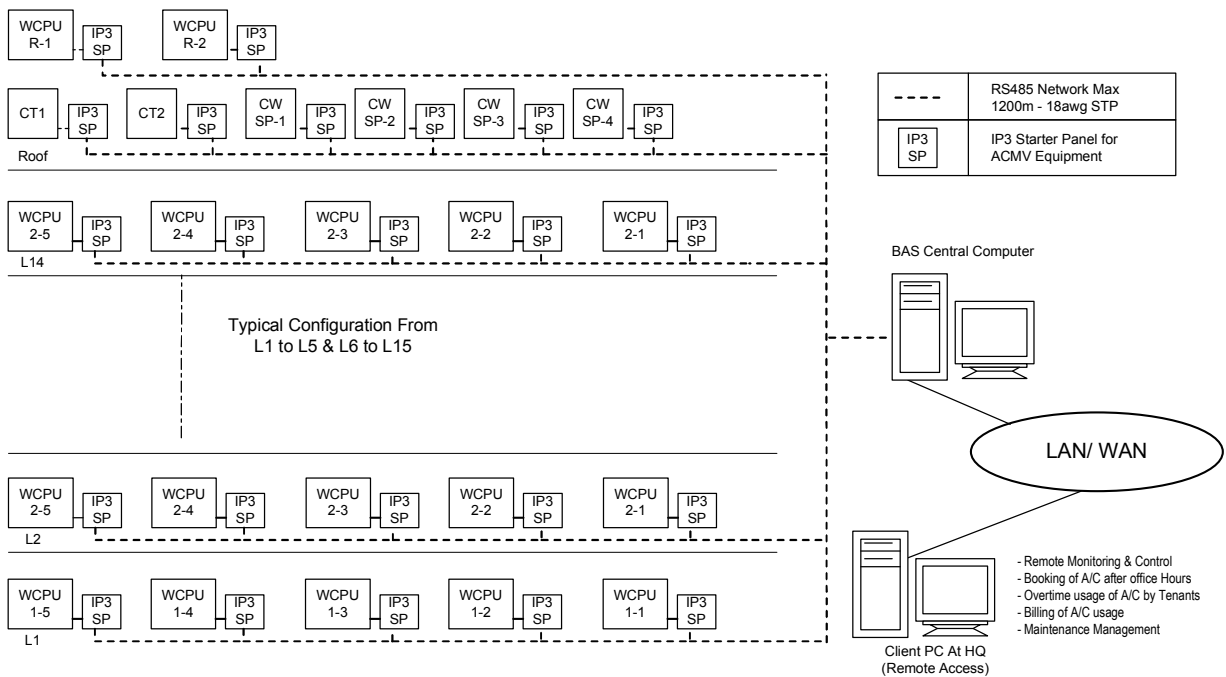 WCPU
R-1
IP3
SP
WCPU
R-2
IP3
SP
CT1
IP3
SP
CT2
IP3
SP
CW
SP-1
IP3
SP
CW
SP-2
IP3
SP
CW
SP-3
IP3
SP
CW
SP-4
IP3
SP
Roof
RS485 Network Max
1200m - 18awg STP
IP3
SP
IP3 Starter Panel for
ACMV Equipment
WCPU
2-5
IP3
SP
WCPU
2-4
IP3
SP
WCPU
2-3
IP3
SP
WCPU
2-2
IP3
SP
WCPU
2-1
IP3
SP
L14
BAS Central Computer
Typical Configuration From
L1 to L5 & L6 to L15
LAN/ WAN
WCPU
2-5
IP3
SP
WCPU
2-4
IP3
SP
WCPU
2-3
IP3
SP
WCPU
2-2
IP3
SP
WCPU
2-1
IP3
SP
L2
WCPU
1-5
IP3
SP
WCPU
1-4
IP3
SP
WCPU
1-3
IP3
SP
WCPU
1-2
IP3
SP
WCPU
1-1
IP3
SP
L1
- Remote Monitoring & Control
- Booking of A/C after office Hours
- Overtime usage of A/C by Tenants
- Billing of A/C usage
- Maintenance Management
Client PC At HQ
(Remote Access)